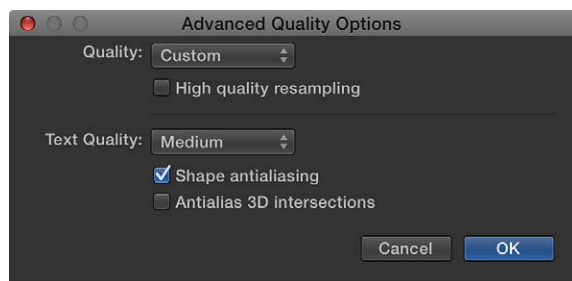 Advanced Quality Options
Quality: Custom
High quality resampling
Text Quality: Medium
Shape antialiasing
Antialias 3D intersections
Cancel OK